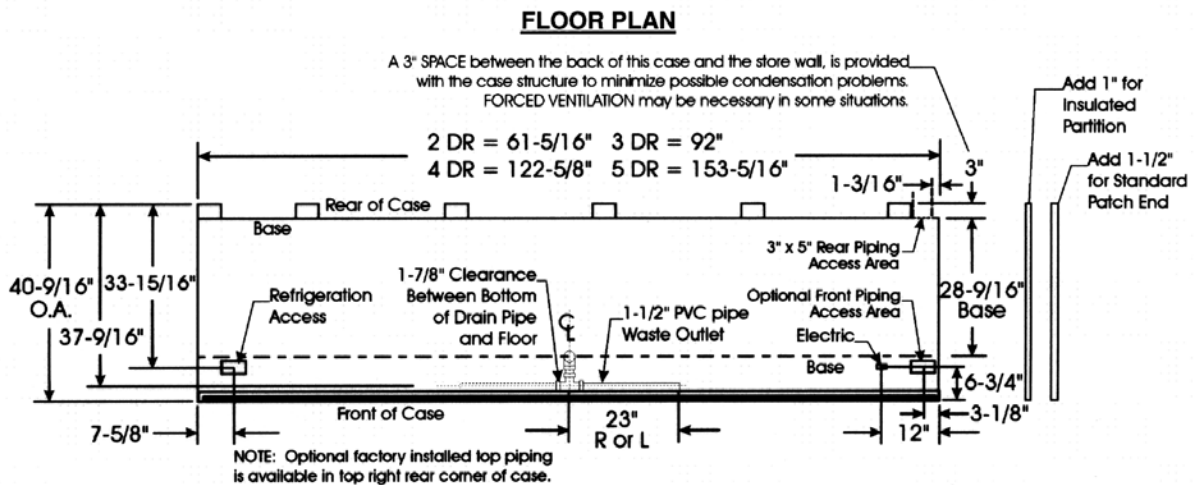 FLOOR PLAN
A 3" SPACE between the back of this case and the store wall, is provided
with the case structure to minimize possible condensation problems.
FORCED VENTILATION may be necessary in some situations.
Add 1" for
Insulated
Partition
2 DR = 61-5/16" 3 DR = 92"
4 DR = 122-5/8" 5 DR = 153-5/16"
3"
1-3/16"
Add 1-1/2"
for Standard
Patch End
Rear of Case
Base
3" x 5" Rear Piping
Access Area
40-9/16"
O.A.
33-15/16"
37-9/16"
Refrigeration
Access
1-7/8" Clearance
Between Bottom
of Drain Pipe
and Floor
CL
1-1/2" PVC pipe
Waste Outlet
Optional Front Piping
Access Area
Electric
28-9/16"
Base
Base
6-3/4"
Front of Case
7-5/8"
23"
R or L
3-1/8"
12"
NOTE: Optional factory installed top piping
is available in top right rear corner of case.